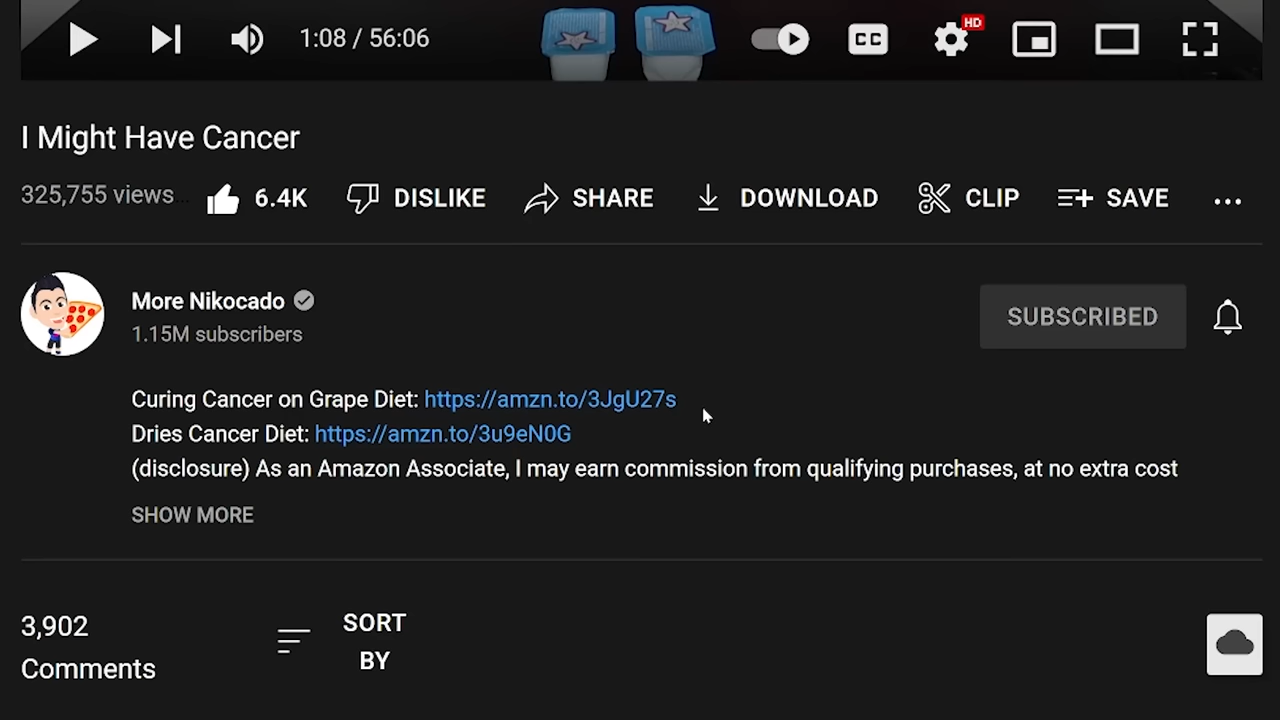 1:08 / 56:06 CC HD
I Might Have Cancer
325,755 views 6.4K DISLIKE SHARE DOWNLOAD CLIP SAVE ...
More Nikocado
1.15M subscribers
SUBSCRIBED
Curing Cancer on Grape Diet: https://amzn.to/3JgU27s
Dries Cancer Diet: https://amzn.to/3u9eN0G
(disclosure) As an Amazon Associate, I may earn commission from qualifying purchases, at no extra cost
SHOW MORE
3,902
Comments
SORT
BY